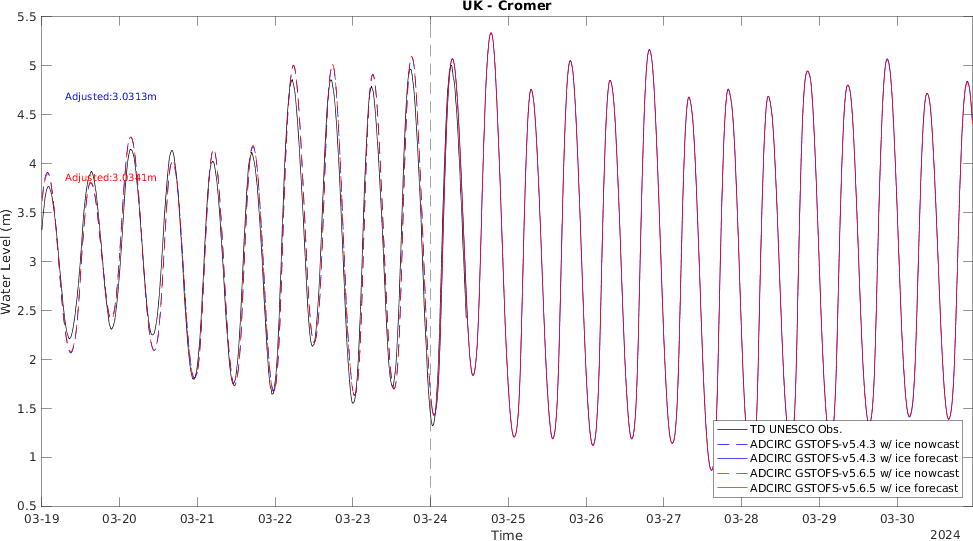 UK - Cromer
5.5
5
4.5
4
3.5
3
2.5
2
1.5
1
0.5
Water Level (m)
Adjusted:3.0313m
Adjusted:3.0341m
TD UNESCO Obs.
ADCIRC GSTOFS-v5.4.3 w/ ice nowcast
ADCIRC GSTOFS-v5.4.3 w/ ice forecast
ADCIRC GSTOFS-v5.6.5 w/ ice nowcast
ADCIRC GSTOFS-v5.6.5 w/ ice forecast
03-19 03-20 03-21 03-22 03-23 03-24 03-25 03-26 03-27 03-28 03-29 03-30
Time
2024